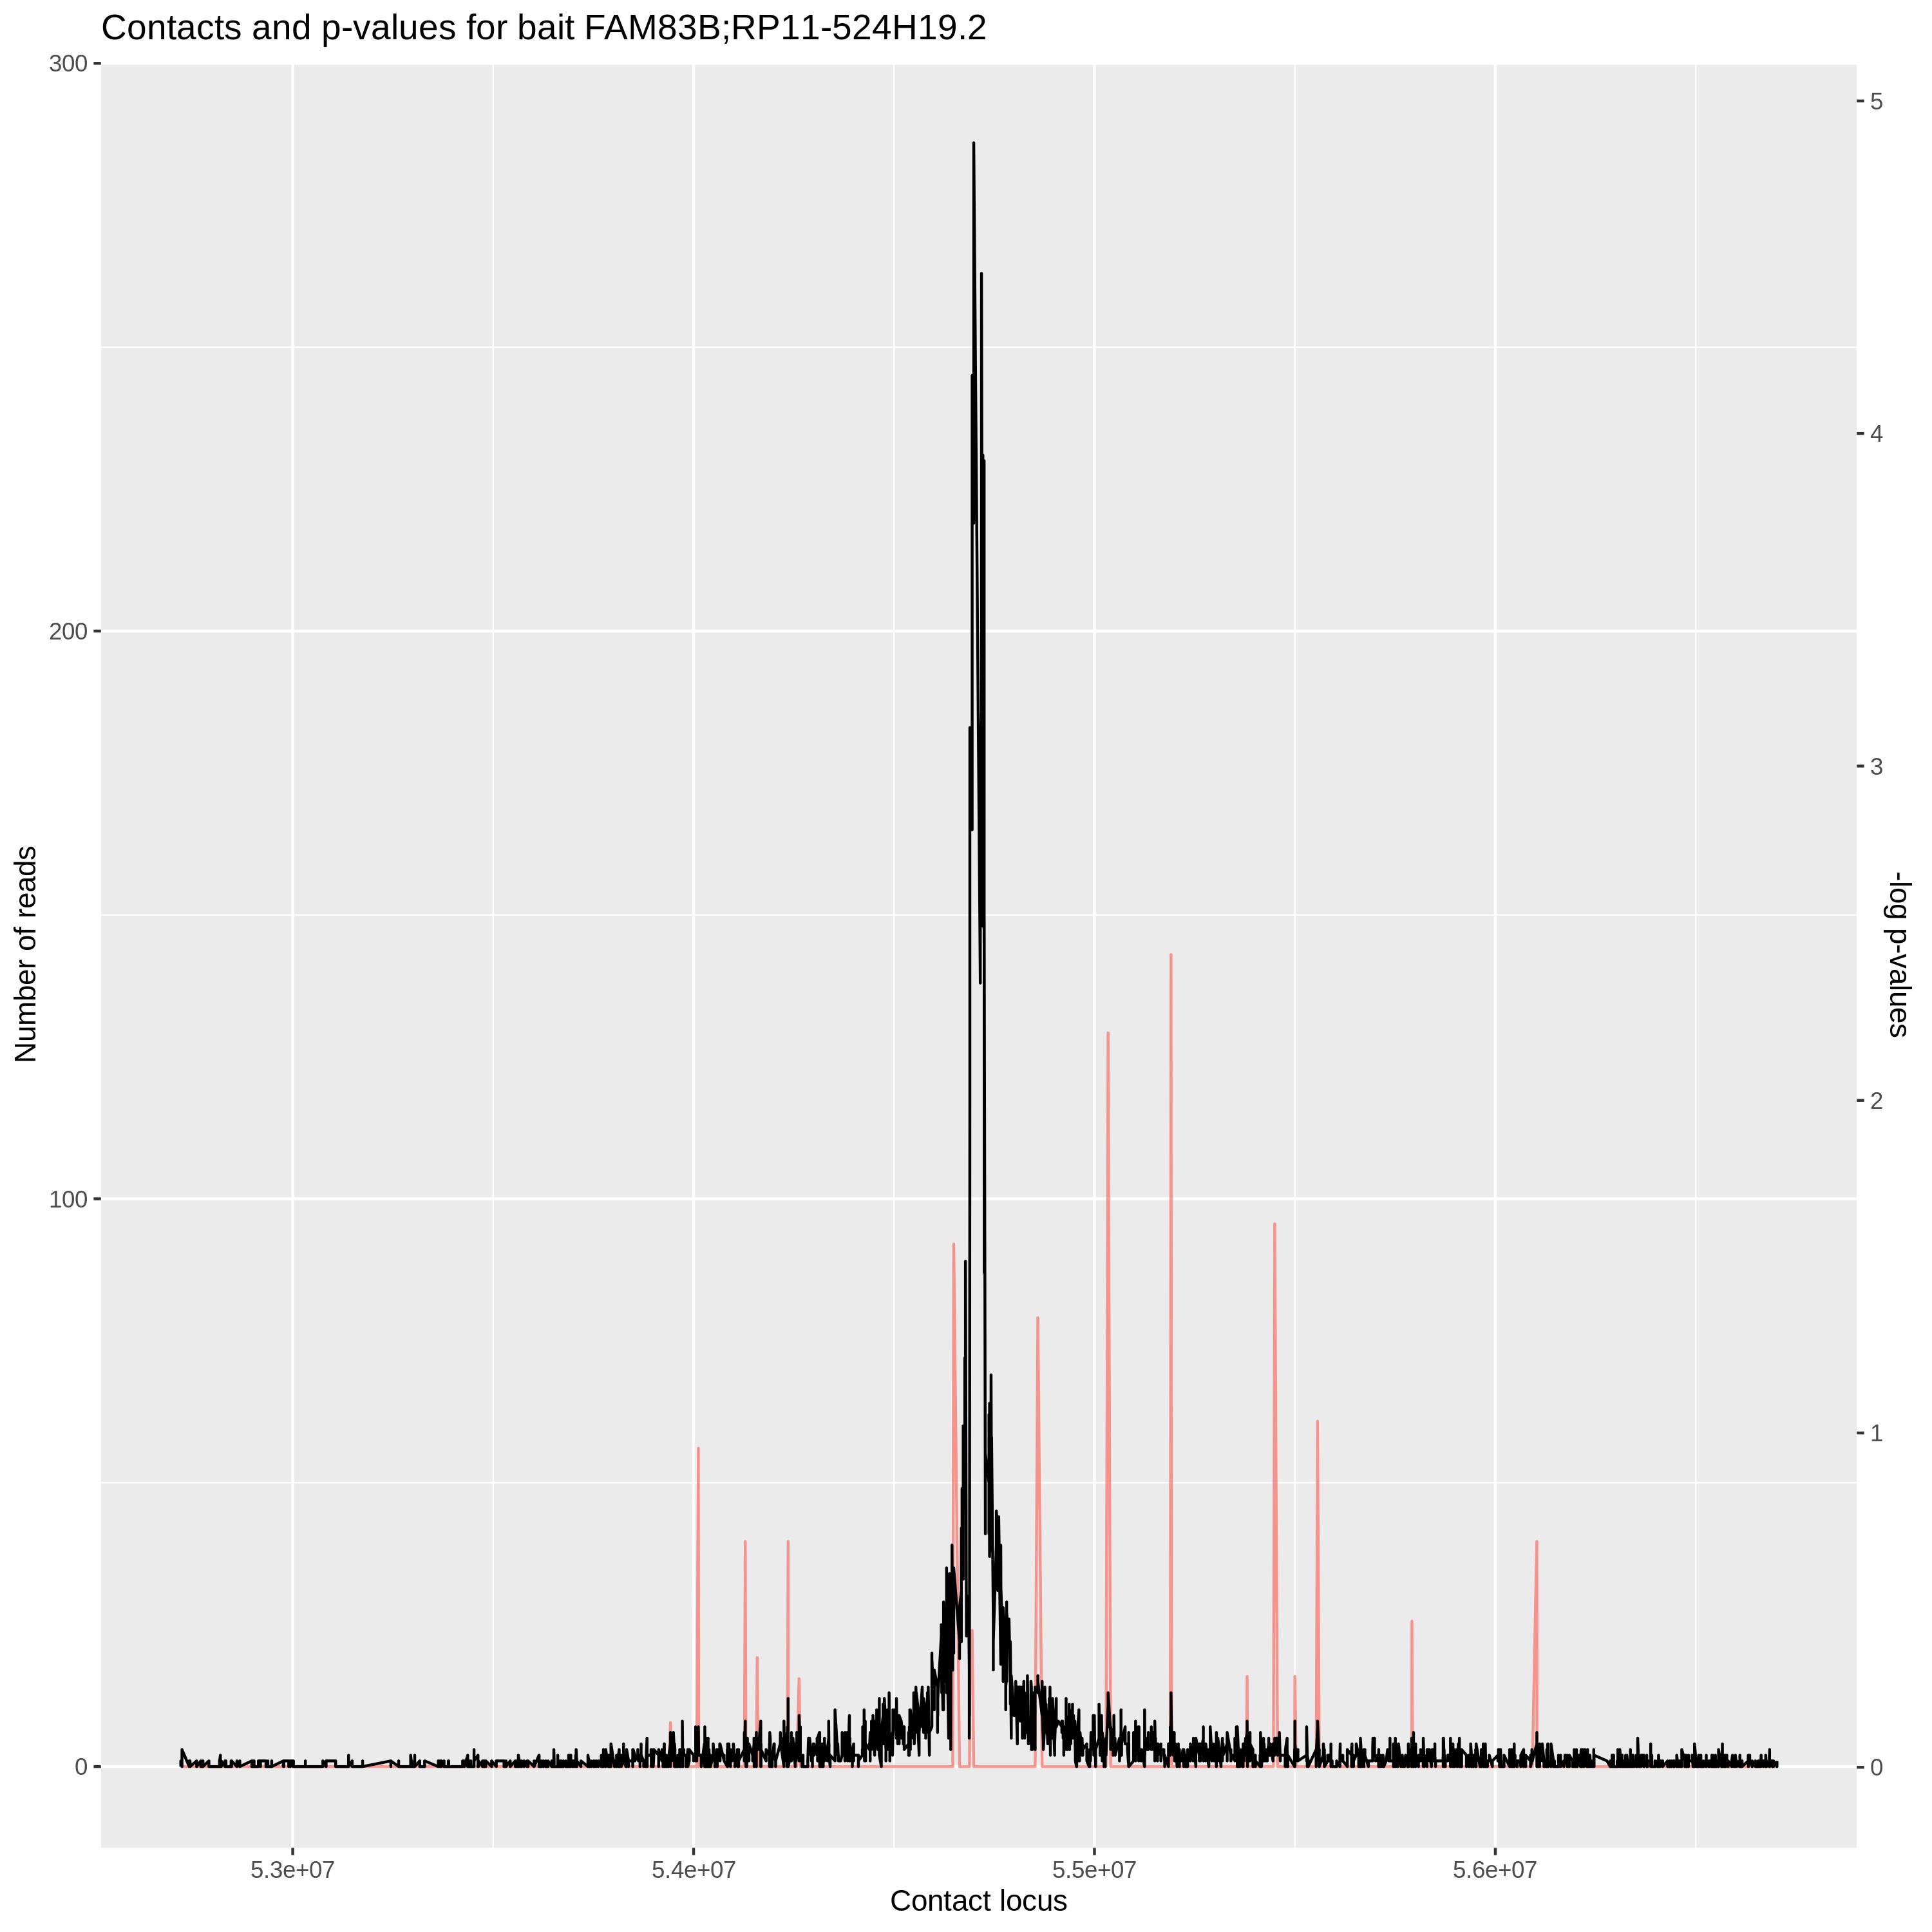 Contacts and p-values for bait FAM83B;RP11-524H19.2
300
200
100
0
Number of reads
5
4
3
2
1
0
-log p-values
5.3e+07
5.4e+07
5.5e+07
5.6e+07
Contact locus